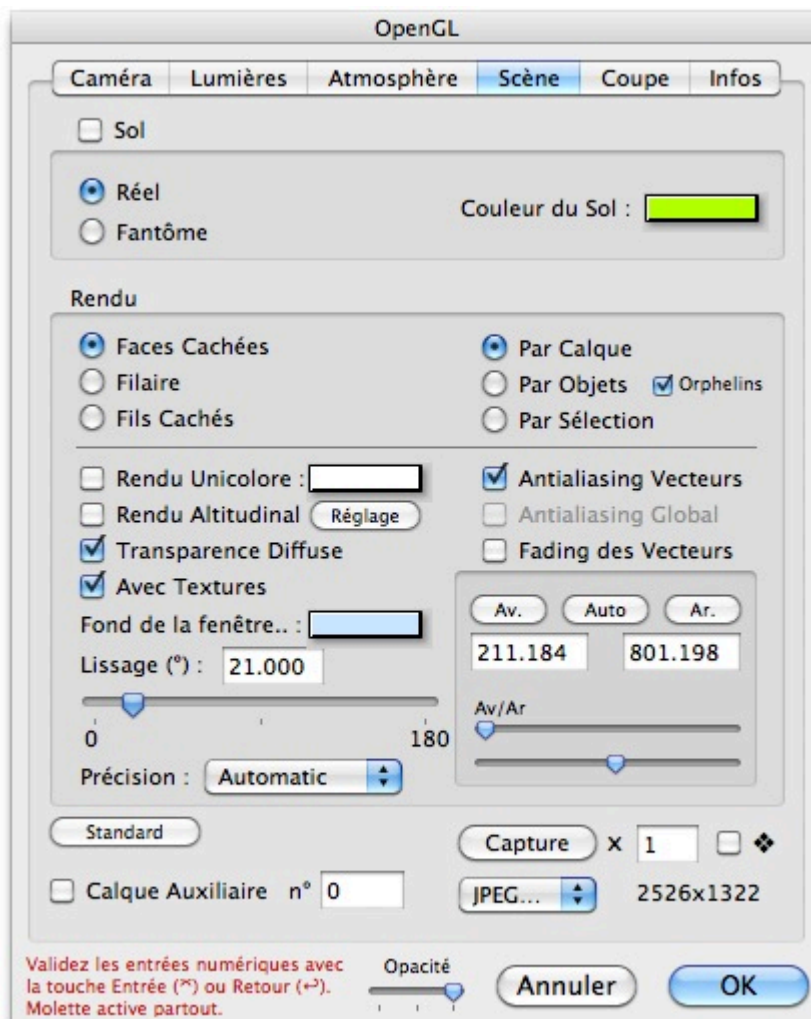 OpenGL
Caméra Lumières Atmosphère Scène Coupe Infos
Sol
Réel
Couleur du Sol :
Fantôme
Rendu
Faces Cachées
Par Calque
Filaire
Par Objets Orphelins
Fils Cachés
Par Sélection
Rendu Unicolore :
Antialiasing Vecteurs
Rendu Altitudinal Réglage
Antialiasing Global
Transparence Diffuse
Fading des Vecteurs
Avec Textures
Av. Auto Ar.
Fond de la fenêtre.. :
211.184 801.198
Lissage (°) : 21.000
Av/Ar
0 180
Précision : Automatic
Standard
Capture x 1 ❖
Calque Auxiliaire n° 0
JPEG... 2526x1322
Validez les entrées numériques avec
la touche Entrée (⌤) ou Retour (↩).
Molette active partout.
Opacité
Annuler OK